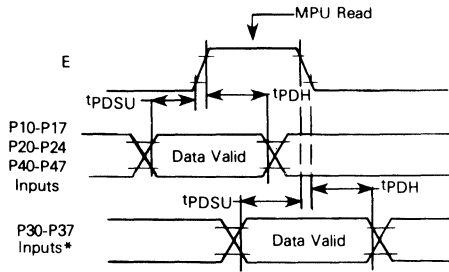 MPU Read
E
tPDSU
tPDH
P10-P17
P20-P24
P40-P47
Inputs
Data Valid
tPDSU
tPDH
P30-P37
Inputs*
Data Valid